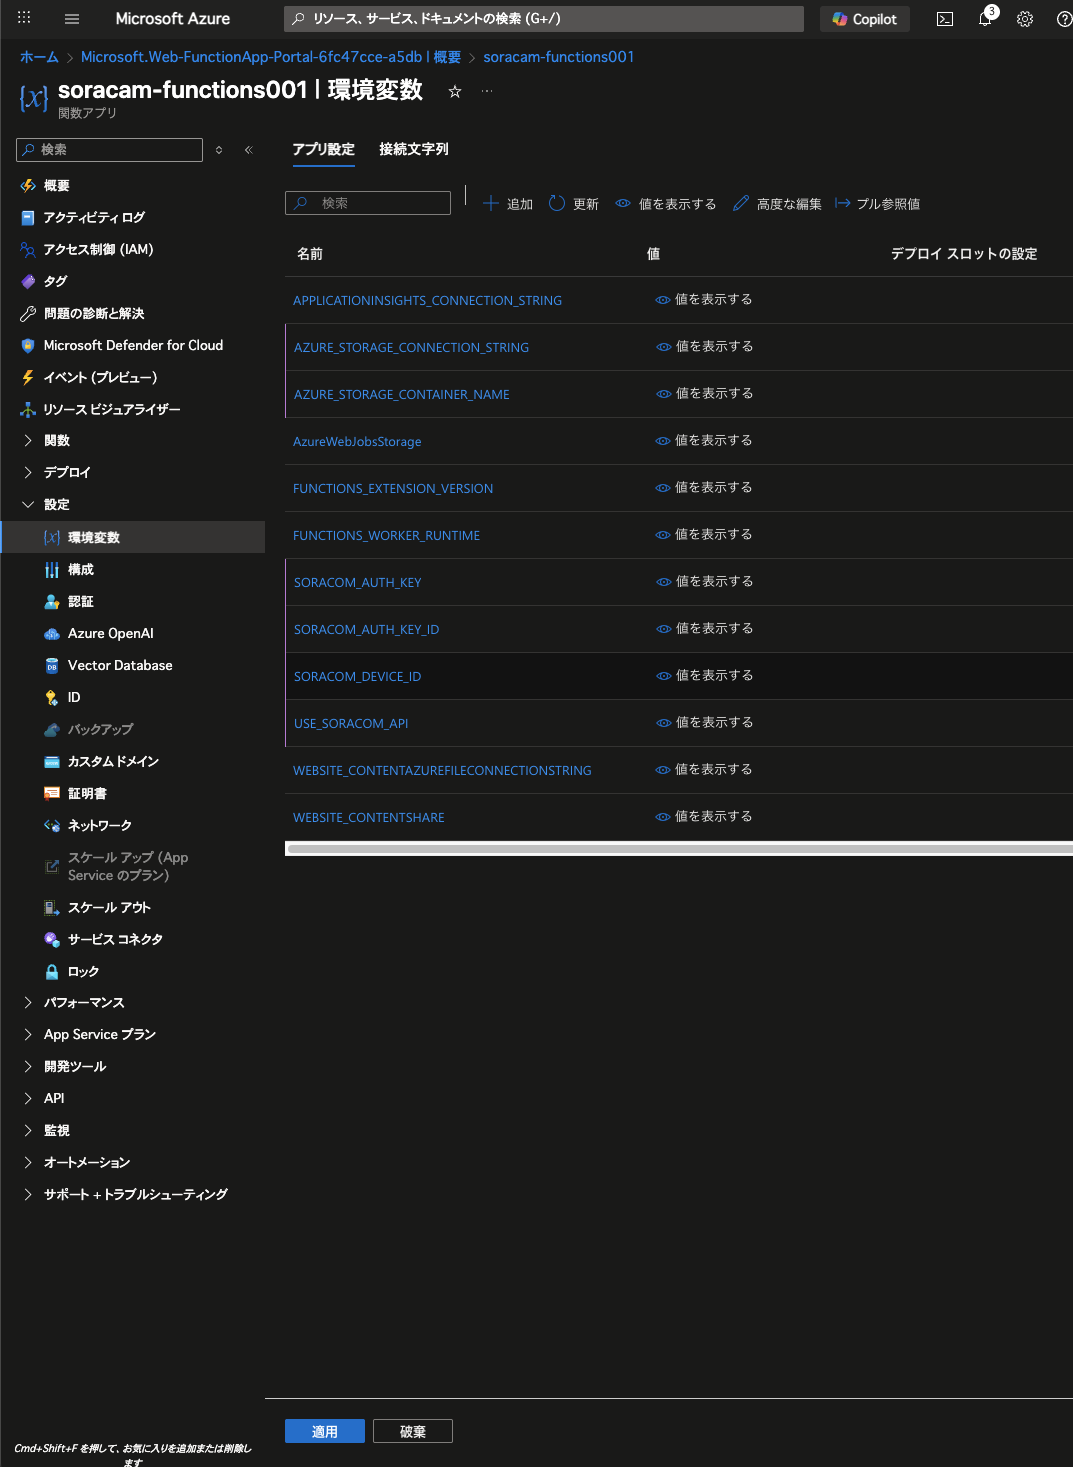 Microsoft Azure
リソース、サービス、ドキュメントの検索 (G+/)
Copilot
3
ホーム > Microsoft.Web-FunctionApp-Portal-6fc47cce-a5db | 概要 > soracam-functions001
soracam-functions001 | 環境変数
関数アプリ
検索
概要
アクティビティ ログ
アクセス制御 (IAM)
タグ
問題の診断と解決
Microsoft Defender for Cloud
イベント (プレビュー)
リソース ビジュアライザー
関数
デプロイ
設定
環境変数
構成
認証
Azure OpenAI
Vector Database
ID
バックアップ
カスタム ドメイン
証明書
ネットワーク
スケール アップ (App
Service のプラン)
スケール アウト
サービス コネクタ
ロック
パフォーマンス
App Service プラン
開発ツール
API
監視
オートメーション
サポート + トラブルシューティング
Cmd+Shift+F を押して、お気に入りを追加または削除し
ます
アプリ設定 接続文字列
検索 追加 更新 値を表示する 高度な編集 プル参照値
名前 値 デプロイ スロットの設定
APPLICATIONINSIGHTS_CONNECTION_STRING 値を表示する
AZURE_STORAGE_CONNECTION_STRING 値を表示する
AZURE_STORAGE_CONTAINER_NAME 値を表示する
AzureWebJobsStorage 値を表示する
FUNCTIONS_EXTENSION_VERSION 値を表示する
FUNCTIONS_WORKER_RUNTIME 値を表示する
SORACOM_AUTH_KEY 値を表示する
SORACOM_AUTH_KEY_ID 値を表示する
SORACOM_DEVICE_ID 値を表示する
USE_SORACOM_API 値を表示する
WEBSITE_CONTENTAZUREFILECONNECTIONSTRING 値を表示する
WEBSITE_CONTENTSHARE 値を表示する
適用 破棄